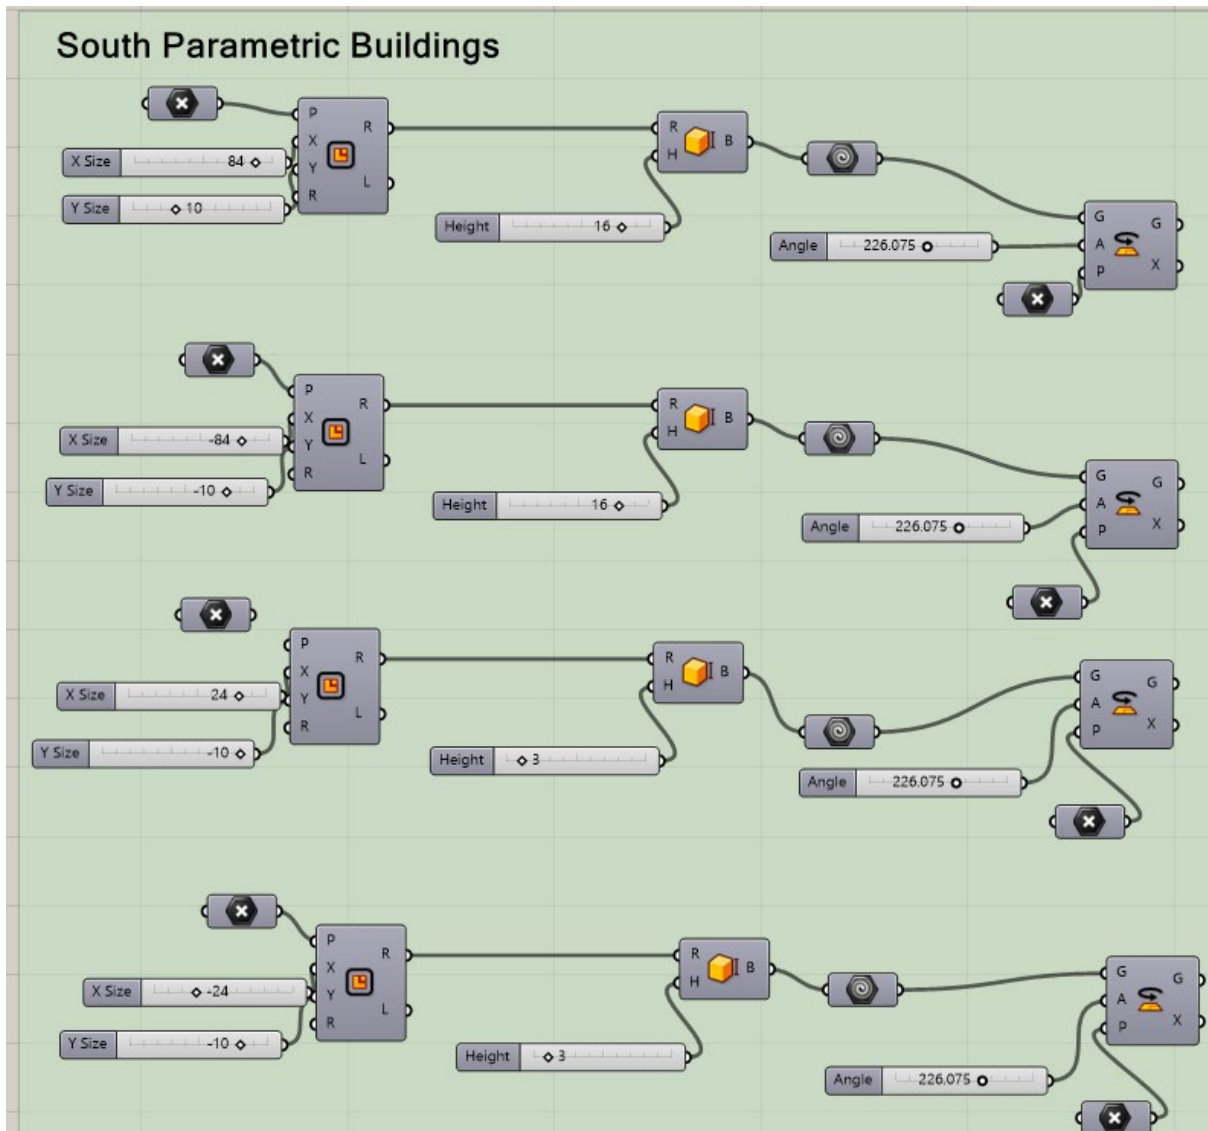 South Parametric Buildings
P
X
Y
R
R
L
X Size 84
Y Size 10
R
H
B
Height 16
Angle 226.075
G
A
P
G
X
P
X
Y
R
R
L
X Size -84
Y Size -10
R
H
B
Height 16
Angle 226.075
G
A
P
G
X
P
X
Y
R
R
L
X Size 24
Y Size -10
R
H
B
Height 3
Angle 226.075
G
A
P
G
X
P
X
Y
R
R
L
X Size -24
Y Size -10
R
H
B
Height 3
Angle 226.075
G
A
P
G
X